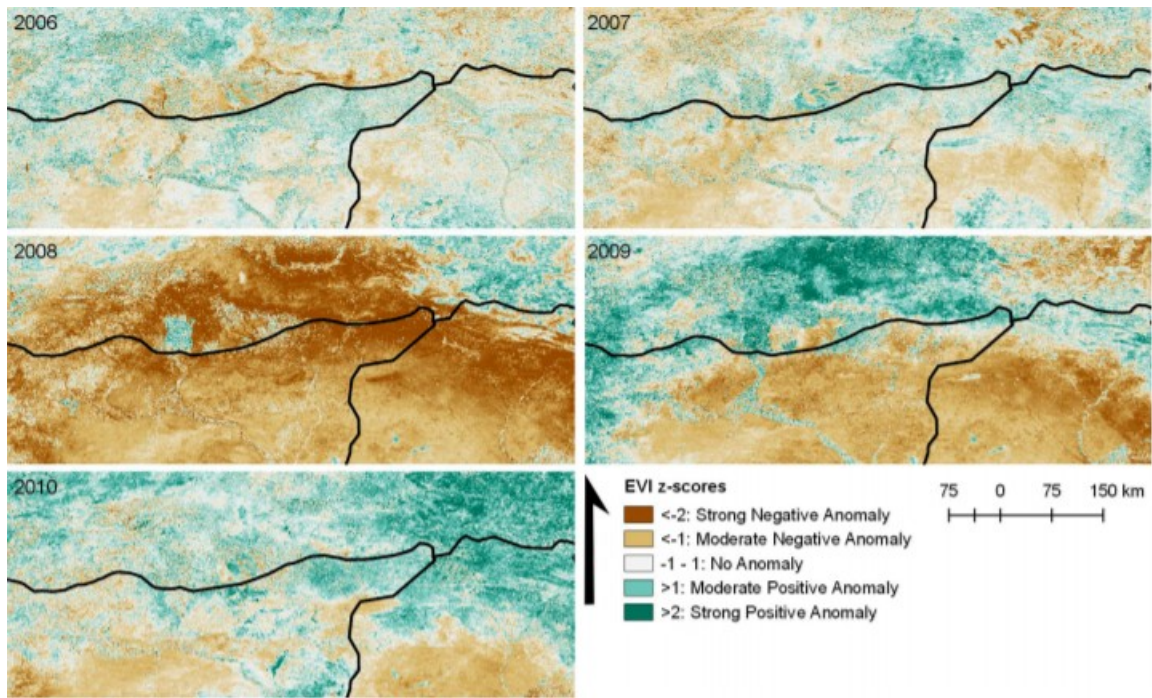 2006
2007
2008
2009
2010
EVI z-scores
<-2: Strong Negative Anomaly
<-1: Moderate Negative Anomaly
-1 - 1: No Anomaly
>1: Moderate Positive Anomaly
>2: Strong Positive Anomaly
75 0 75 150 km